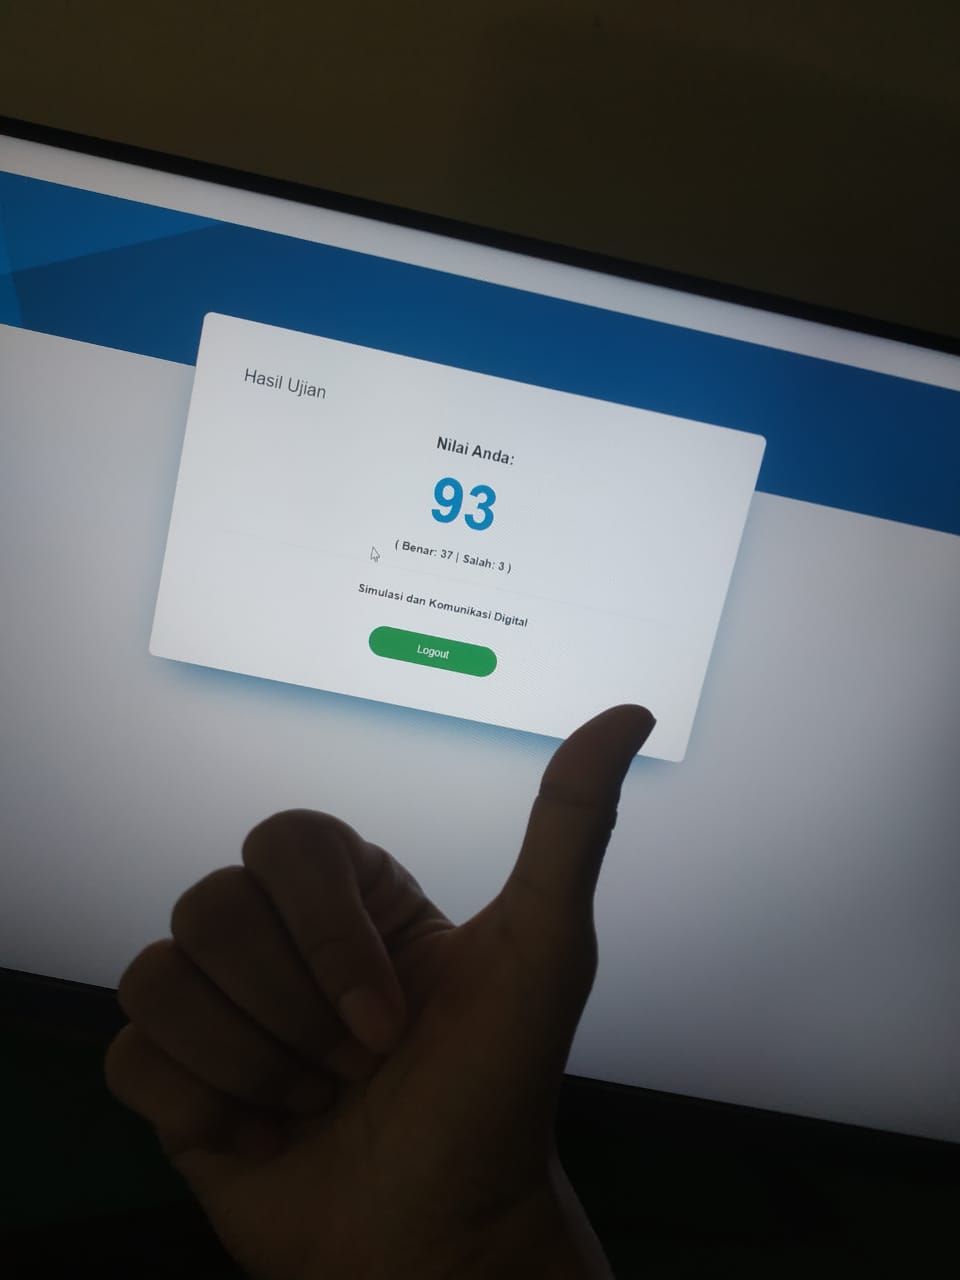 Hasil Ujian
Nilai Anda:
93
( Benar: 37 | Salah: 3 )
Simulasi dan Komunikasi Digital
Logout